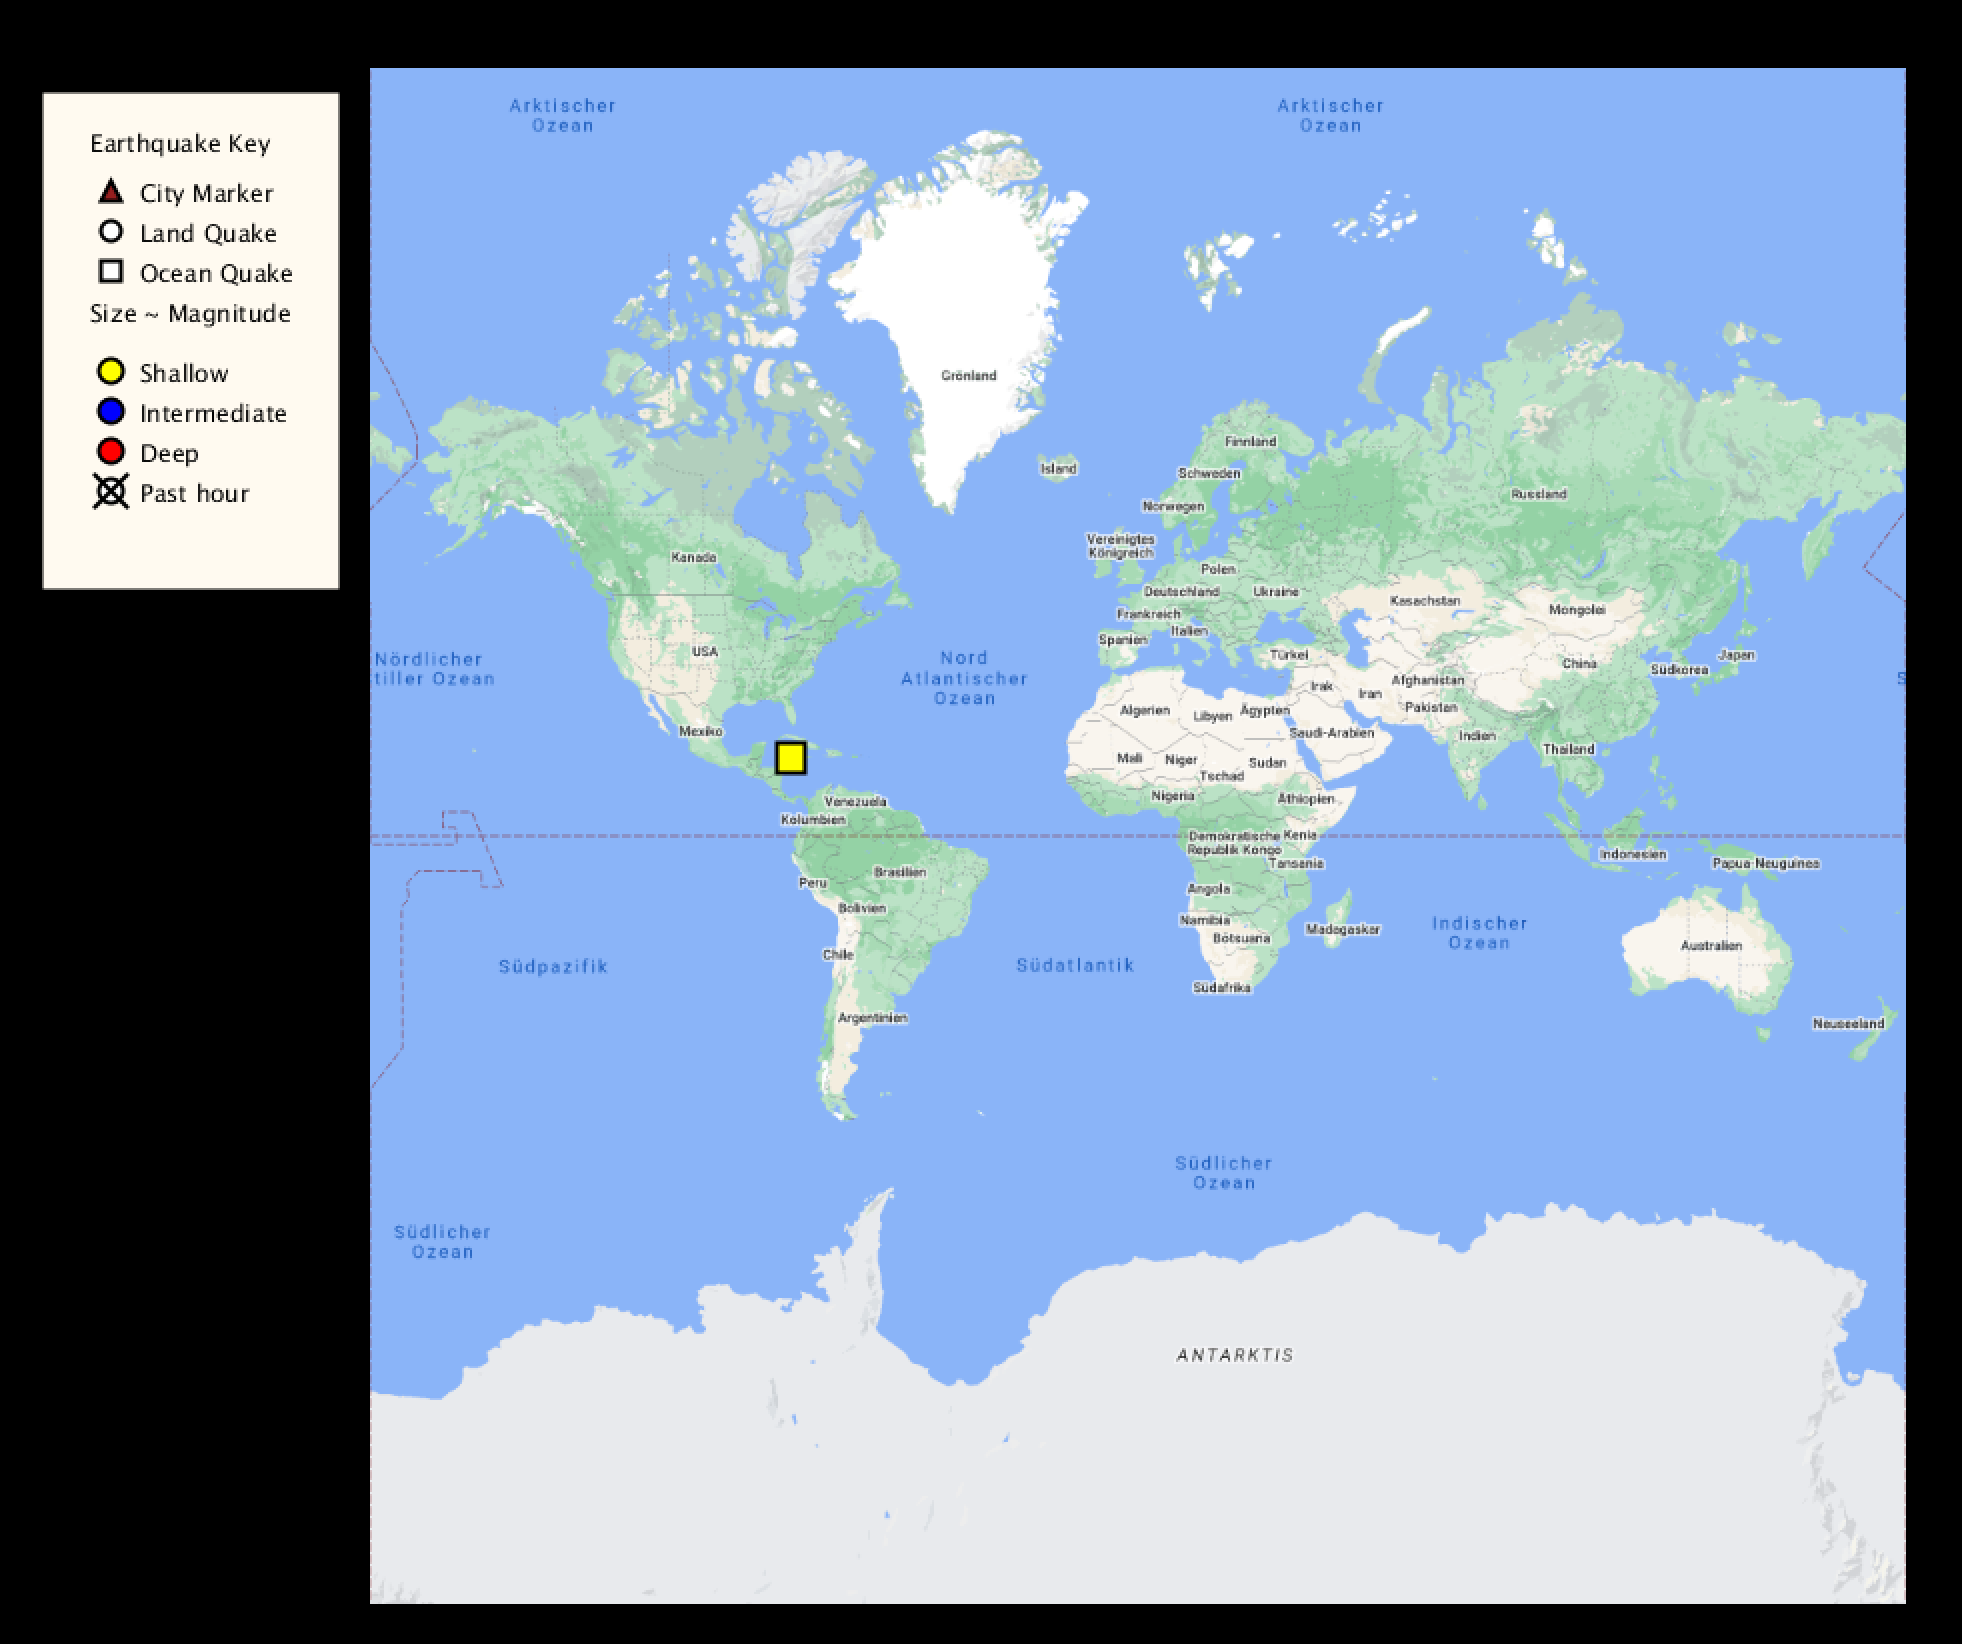 Earthquake Key
City Marker
Land Quake
Ocean Quake
Size ~ Magnitude
Shallow
Intermediate
Deep
Past hour
Arktischer
Ozean
Arktischer
Ozean
Grönland
Finnland
Island
Schweden
Russland
Norwegen
Vereinigtes
Königreich
Kanada
Polen
Deutschland
Ukraine
Kasachstan
Mongolei
Frankreich
Italien
Spanien
USA
Türkei
China
Japan
Südkorea
Nördlicher
tiller Ozean
Nord
Atlantischer
Ozean
S
Afghanistan
Irak
Iran
Pakistan
Algerien
Libyen
Ägypten
Saudi-Arabien
Indien
Mexiko
Thailand
Mali
Niger
Sudan
Tschad
Nigeria
Äthiopien
Venezuela
Kolumbien
Demokratische
Republik Kongo
Kenia
Tansania
Indonesien
Papua-Neuguinea
Brasilien
Peru
Angola
Bolivien
Namibia
Botsuana
Madagaskar
Indischer
Ozean
Australien
Chile
Südpazifik
Südatlantik
Südafrika
Argentinien
Neuseeland
Südlicher
Ozean
Südlicher
Ozean
ANTARKTIS